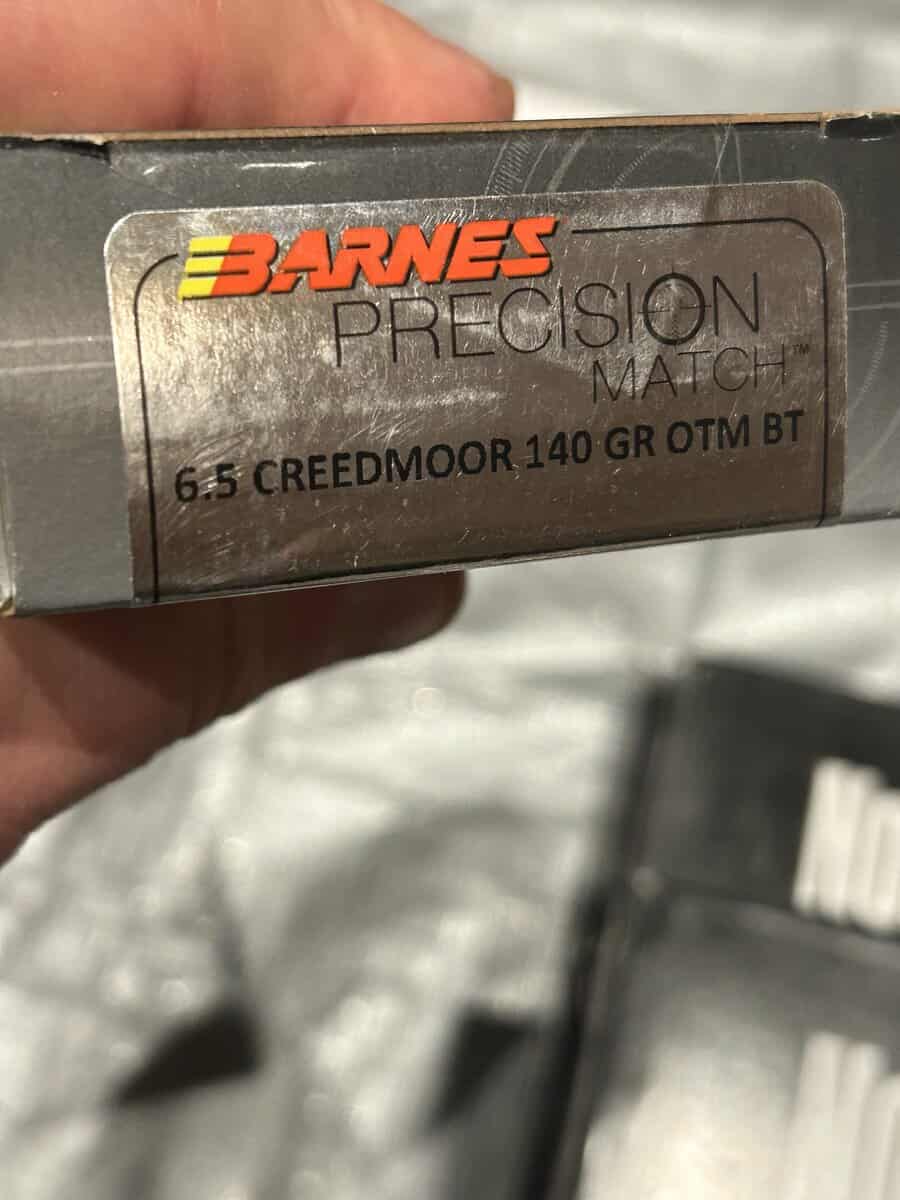 BARNES
PRECISION
MATCH™
6.5 CREEDMOOR 140 GR OTM BT